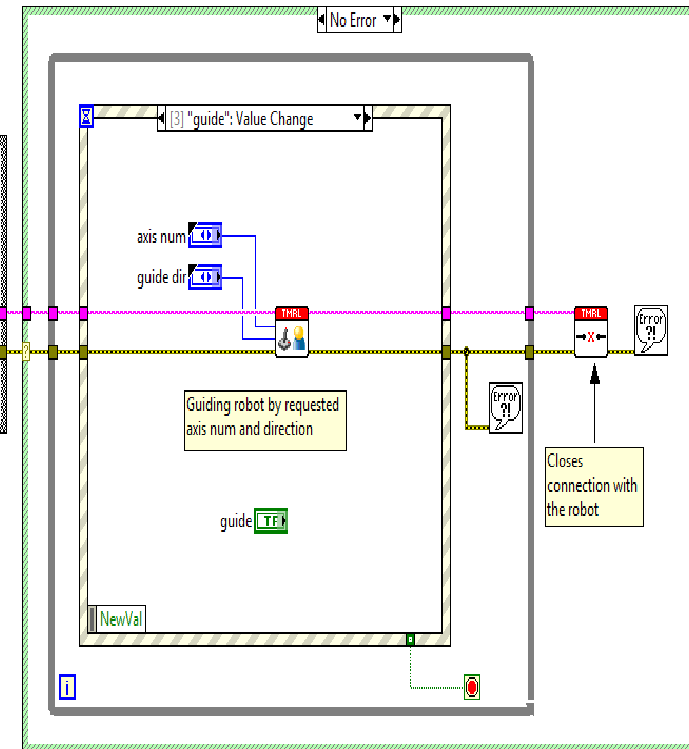 No Error
[3] "guide": Value Change
axis num
guide dir
TMRL
TMRL
Error
?!
Error
?!
Guiding robot by requested
axis num and direction
Closes
connection with
the robot
guide
TF
NewVal
i